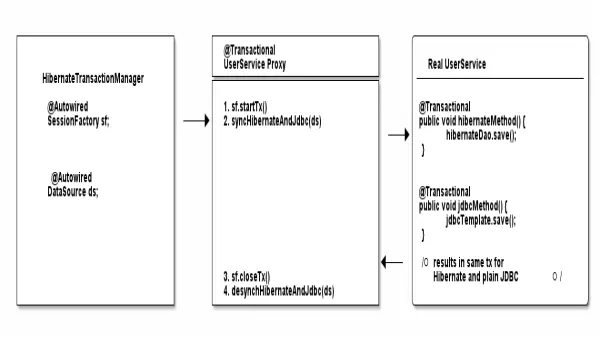 HibernateTransactionManager
@Autowired
SessionFactory sf;
@Autowired
DataSource ds;
@Transactional
UserService Proxy
1. sf.startTx()
2. syncHibernateAndJdbc(ds)
3. sf.closeTx()
4. desynchHibernateAndJdbc(ds)
Real UserService
@Transactional
public void hibernateMethod() {
hibernateDao.save();
}
@Transactional
public void jdbcMethod() {
jdbcTemplate.save();
}
/○ results in same tx for
Hibernate and plain JDBC ○ /